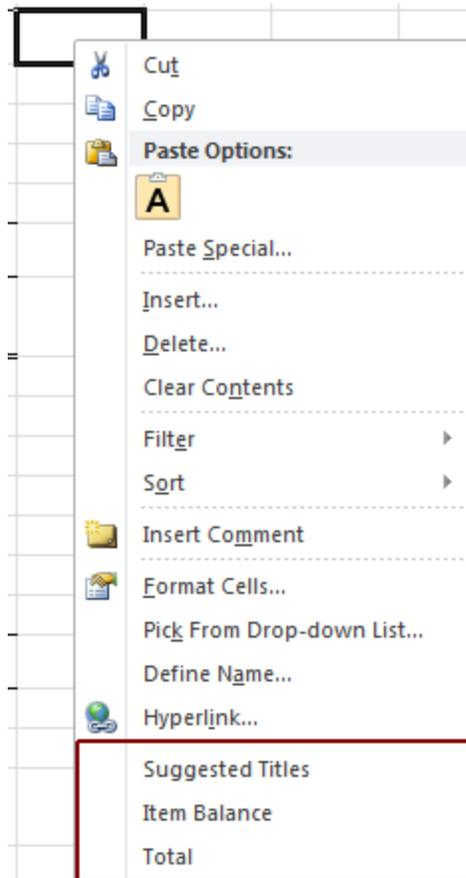 Cut
Copy
Paste Options:
A
Paste Special...
Insert...
Delete...
Clear Contents
Filter
Sort
Insert Comment
Format Cells...
Pick From Drop-down List...
Define Name...
Hyperlink...
Suggested Titles
Item Balance
Total